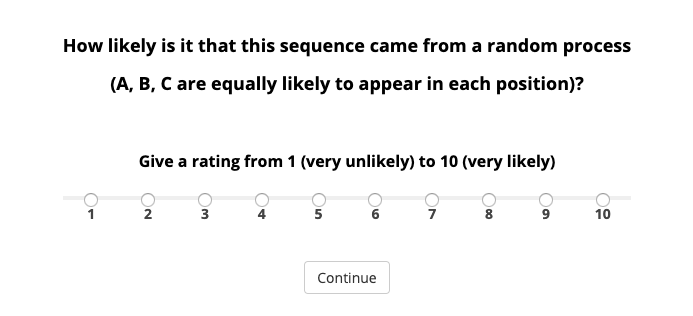 How likely is it that this sequence came from a random process
(A, B, C are equally likely to appear in each position)?
Give a rating from 1 (very unlikely) to 10 (very likely)
1 2 3 4 5 6 7 8 9 10
Continue